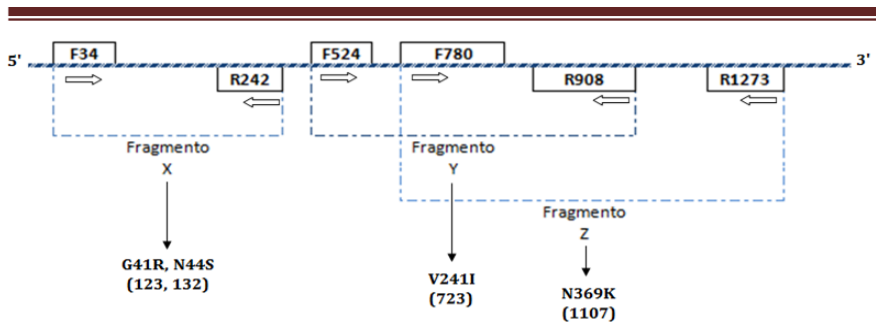 F34
F524
F780
5'
3'
R242
R908
R1273
Fragmento
X
Fragmento
Y
Fragmento
Z
G41R, N44S
(123, 132)
V241I
(723)
N369K
(1107)